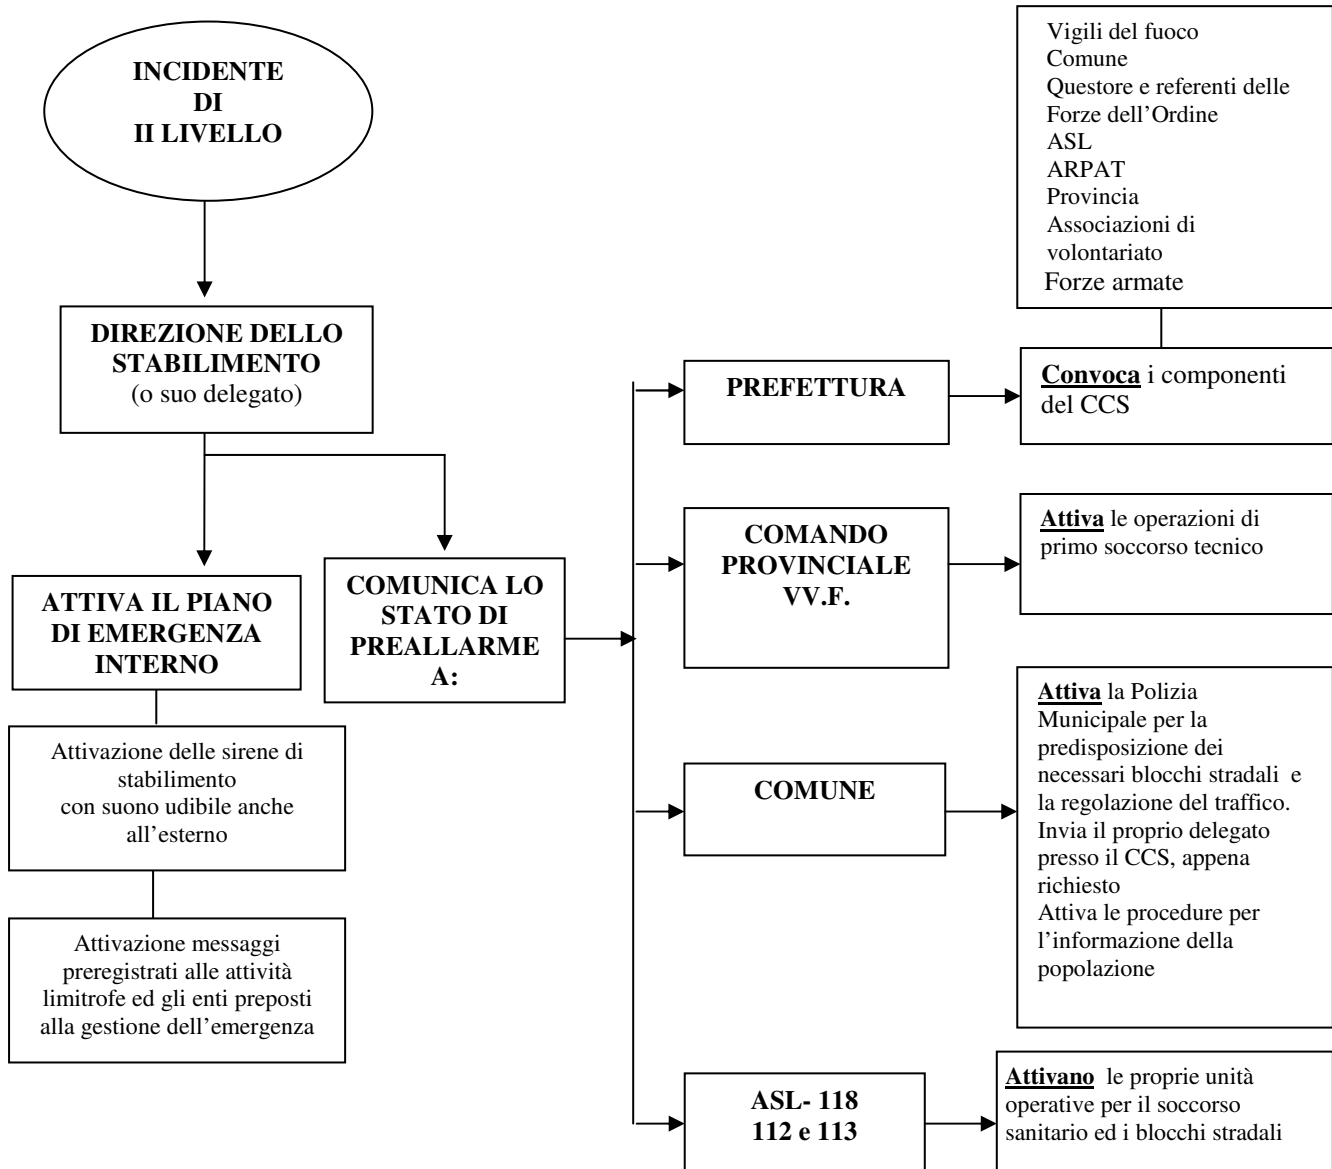 INCIDENTE
DI
II LIVELLO
Vigili del fuoco
Comune
Questore e referenti delle
Forze dell’Ordine
ASL
ARPAT
Provincia
Associazioni di
volontariato
Forze armate
DIREZIONE DELLO
STABILIMENTO
(o suo delegato)
PREFETTURA
Convoca i componenti
del CCS
COMANDO
PROVINCIALE
VV.F.
Attiva le operazioni di
primo soccorso tecnico
ATTIVA IL PIANO
DI EMERGENZA
INTERNO
COMUNICA LO
STATO DI
PREALLARME
A:
Attivazione delle sirene di
stabilimento
con suono udibile anche
all’esterno
Attivazione messaggi
preregistrati alle attività
limitrofe ed gli enti preposti
alla gestione dell’emergenza
COMUNE
Attiva la Polizia
Municipale per la
predisposizione dei
necessari blocchi stradali e
la regolazione del traffico.
Invia il proprio delegato
presso il CCS, appena
richiesto
Attiva le procedure per
l’informazione della
popolazione
ASL- 118
112 e 113
Attivano le proprie unità
operative per il soccorso
sanitario ed i blocchi stradali